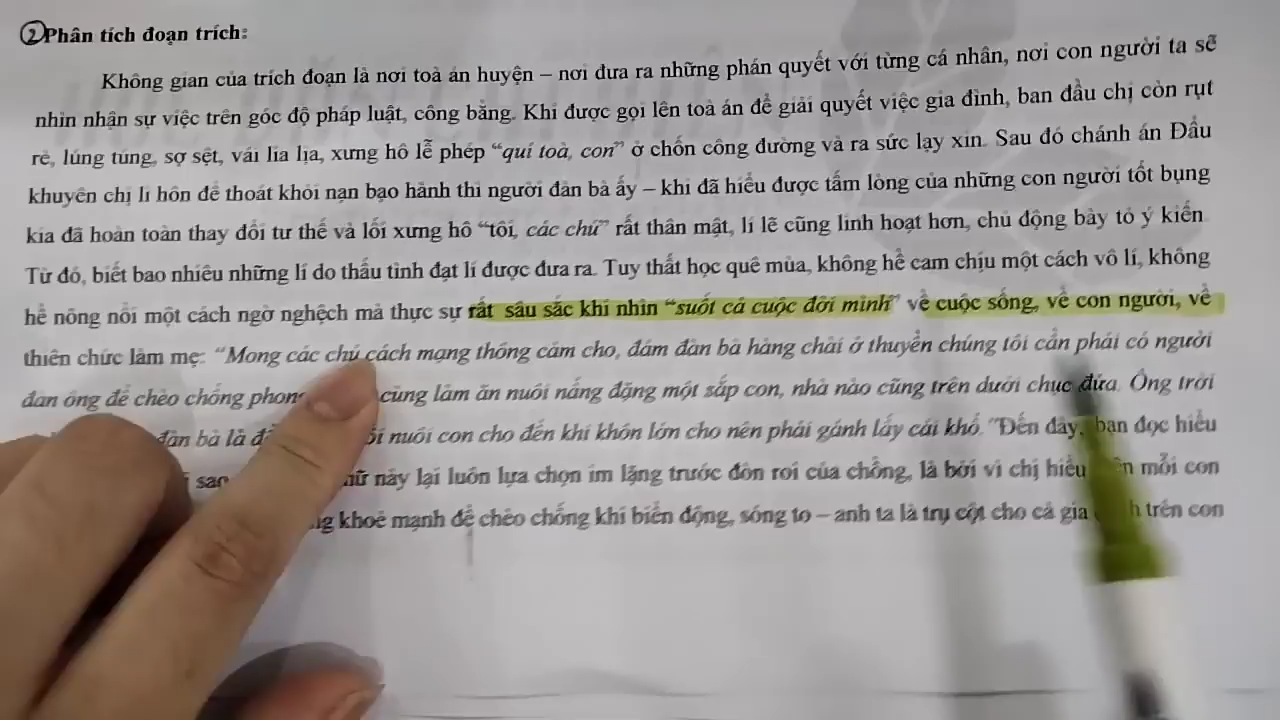 ② Phân tích đoạn trích:
Không gian của trích đoạn là nơi toà án huyện – nơi đưa ra những phán quyết với từng cá nhân, nơi con người ta sẽ
nhìn nhận sự việc trên góc độ pháp luật, công bằng. Khi được gọi lên toà án để giải quyết việc gia đình, ban đầu chị còn rụt
rè, lúng túng, sợ sệt, vái lia lịa, xưng hô lễ phép “quí toà, con” ở chốn công đường và ra sức lạy xin. Sau đó chánh án Đẩu
khuyên chị li hôn để thoát khỏi nạn bạo hành thì người đàn bà ấy – khi đã hiểu được tấm lòng của những con người tốt bụng
kia đã hoàn toàn thay đổi tư thế và lối xưng hô “tôi, các chú” rất thân mật, lí lẽ cũng linh hoạt hơn, chủ động bày tỏ ý kiến
Từ đó, biết bao nhiêu những lí do thấu tình đạt lí được đưa ra. Tuy thất học quê mùa, không hề cam chịu một cách vô lí, không
hề nông nổi một cách ngờ nghệch mà thực sự rất sâu sắc khi nhìn “suốt cả cuộc đời mình” về cuộc sống, về con người, về
thiên chức làm mẹ: “Mong các chú cách mạng thông cảm cho, đám đàn bà hàng chài ở thuyền chúng tôi cần phải có người
đàn ông để chèo chống phong cùng làm ăn nuôi nấng đặng một sắp con, nhà nào cũng trên dưới chục đứa. Ông trời
đàn bà là nuôi con cho đến khi khôn lớn cho nên phải gánh lấy cái khổ.”Đến đây, bạn đọc hiểu
này lại luôn lựa chọn im lặng trước đòn roi của chồng, là bởi vì chị hiểu mỗi con
khoẻ mạnh để chèo chống khi biển động, sóng to – anh ta là trụ cột cho cả gia trên con